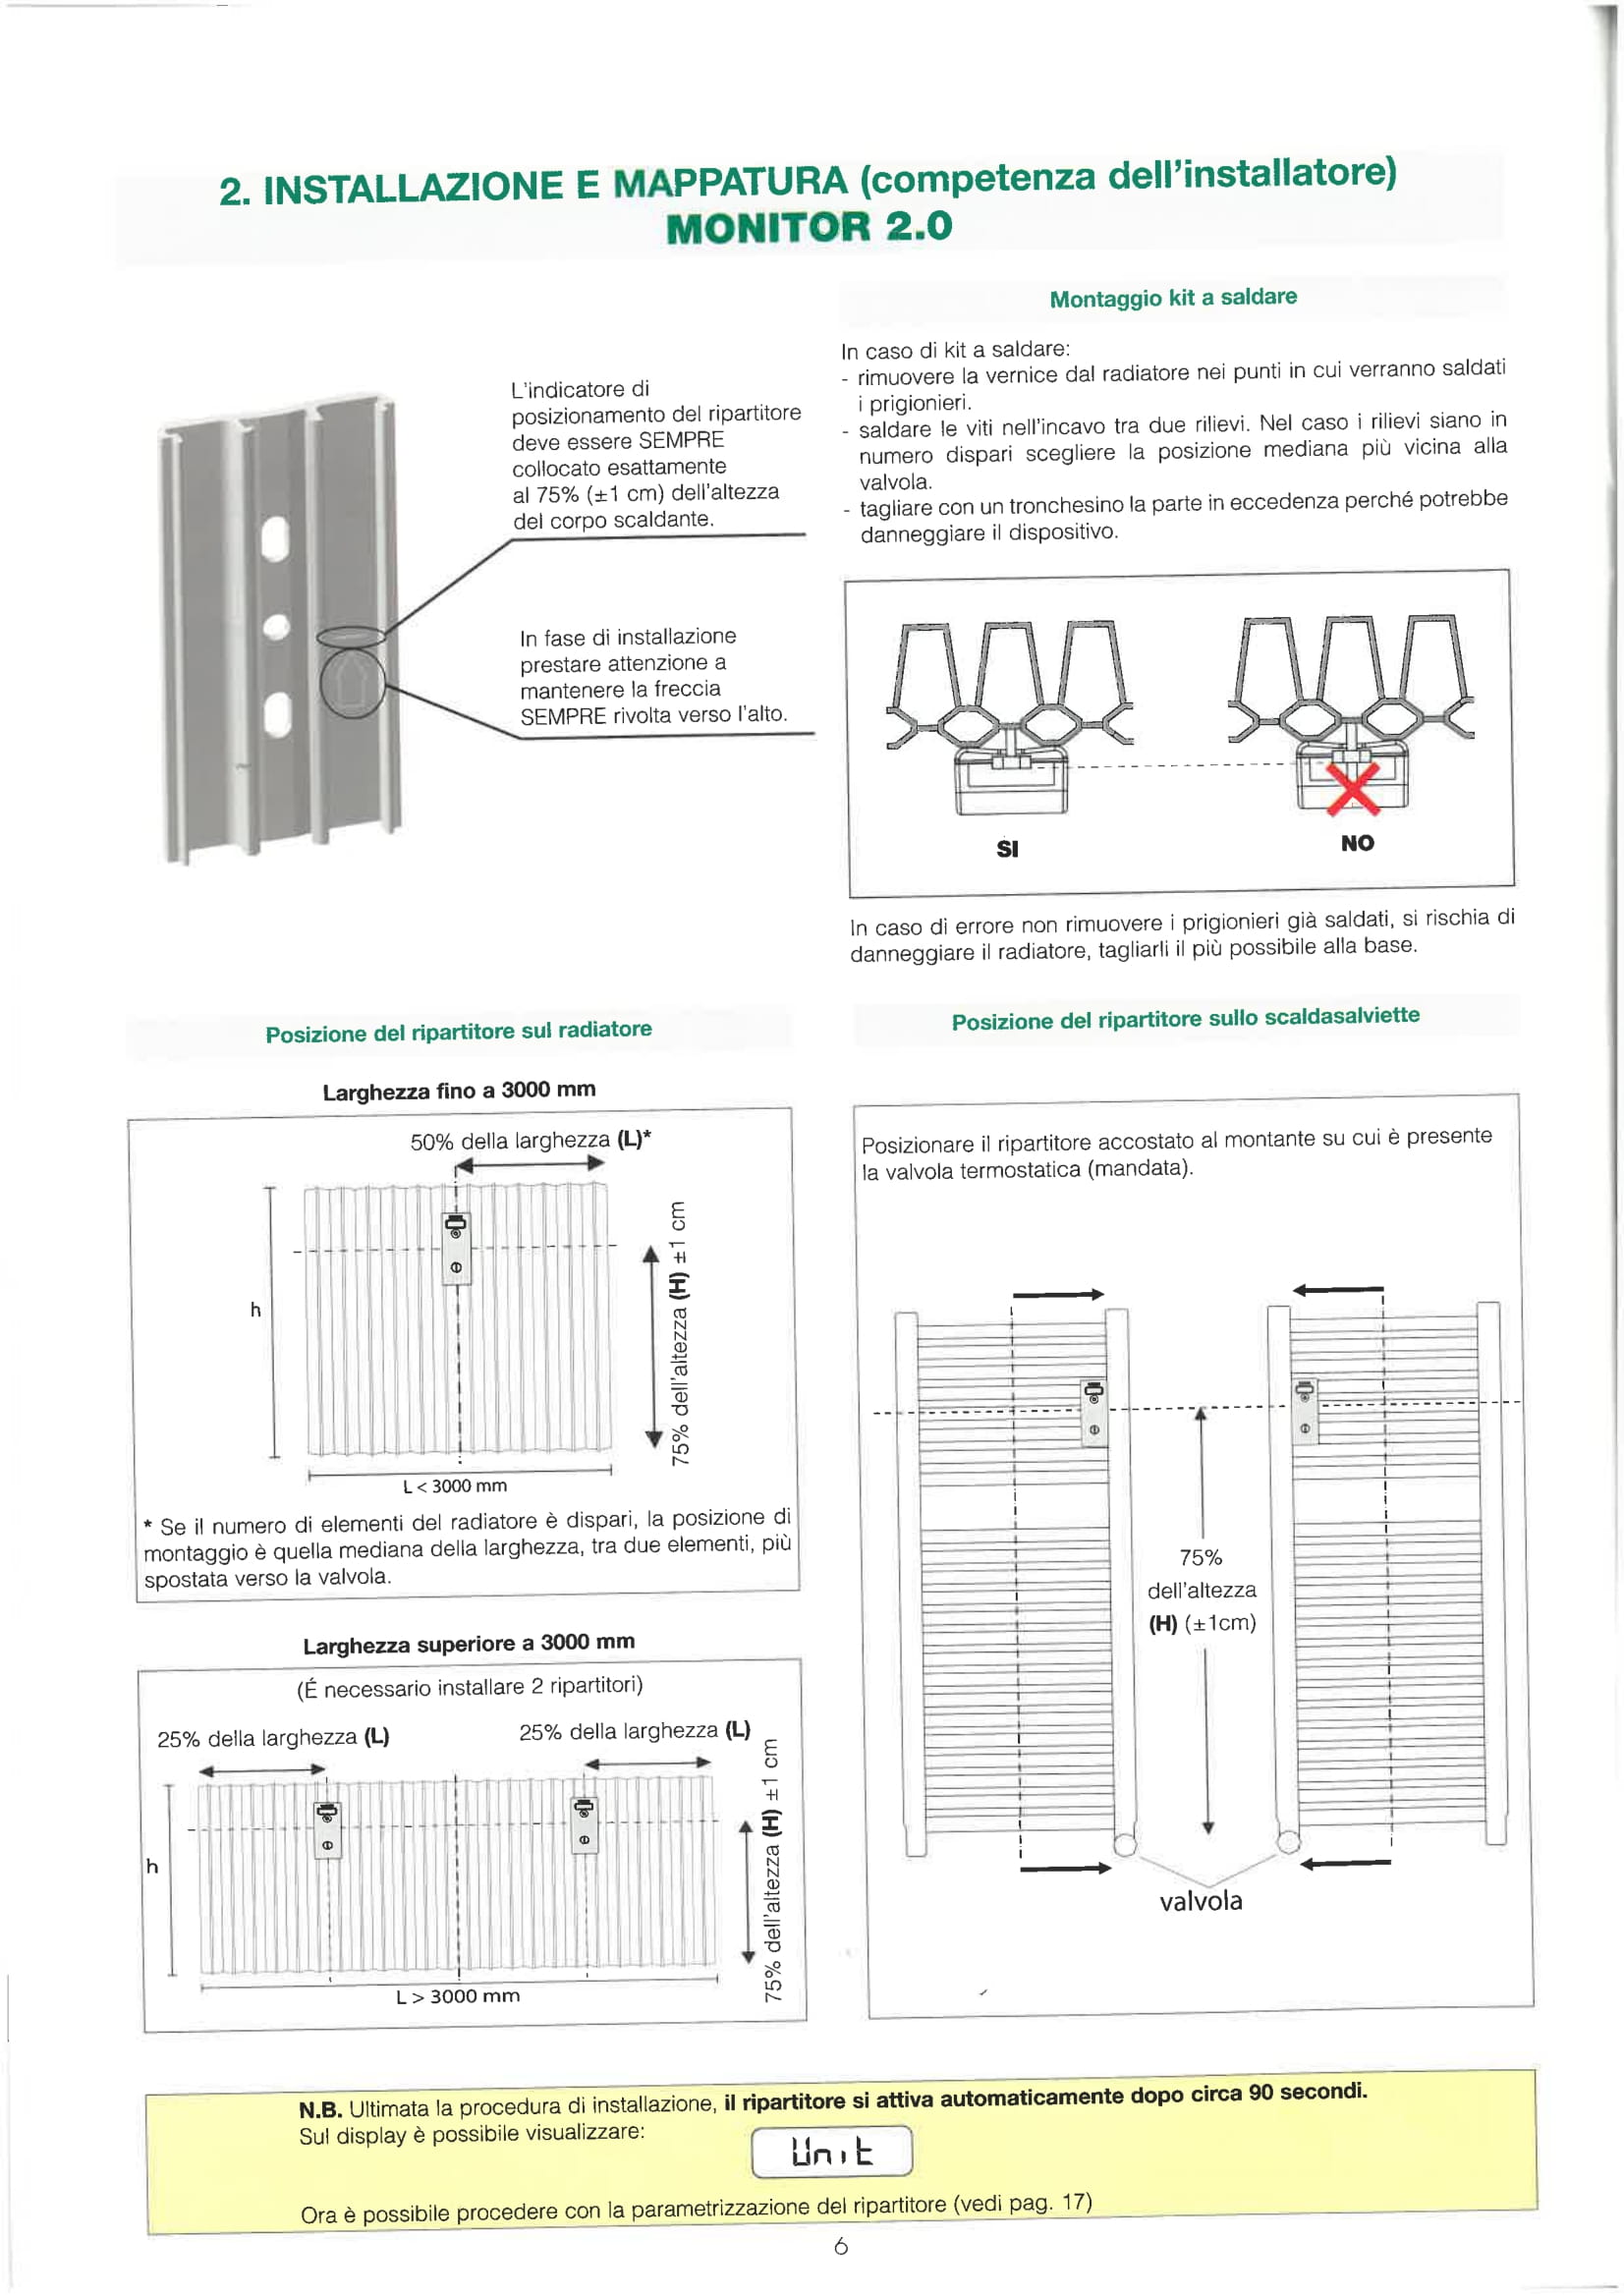 2. INSTALLAZIONE E MAPPATURA (competenza dell'installatore)
MONITOR 2.0
L'indicatore di
posizionamento del ripartitore
deve essere SEMPRE
collocato esattamente
al 75% (±1 cm) dell'altezza
del corpo scaldante.
In fase di installazione
prestare attenzione a
mantenere la freccia
SEMPRE rivolta verso l'alto.
Montaggio kit a saldare
In caso di kit a saldare:
- rimuovere la vernice dal radiatore nei punti in cui verranno saldati
i prigionieri.
- saldare le viti nell'incavo tra due rilievi. Nel caso i rilievi siano in
numero dispari scegliere la posizione mediana più vicina alla
valvola.
- tagliare con un tronchesino la parte in eccedenza perché potrebbe
danneggiare il dispositivo.
SI
NO
In caso di errore non rimuovere i prigionieri già saldati, si rischia di
danneggiare il radiatore, tagliarli il più possibile alla base.
Posizione del ripartitore sul radiatore
Larghezza fino a 3000 mm
50% della larghezza (L)*
h
75% dell'altezza (H) ±1 cm
L < 3000 mm
* Se il numero di elementi del radiatore è dispari, la posizione di
montaggio è quella mediana della larghezza, tra due elementi, più
spostata verso la valvola.
Larghezza superiore a 3000 mm
(É necessario installare 2 ripartitori)
25% della larghezza (L)
25% della larghezza (L)
h
75% dell'altezza (H) ±1 cm
L > 3000 mm
Posizione del ripartitore sullo scaldasalviette
Posizionare il ripartitore accostato al montante su cui è presente
la valvola termostatica (mandata).
75%
dell'altezza
(H) (±1cm)
valvola
N.B. Ultimata la procedura di installazione, il ripartitore si attiva automaticamente dopo circa 90 secondi.
Sul display è possibile visualizzare:
Unit
Ora è possibile procedere con la parametrizzazione del ripartitore (vedi pag. 17)
6